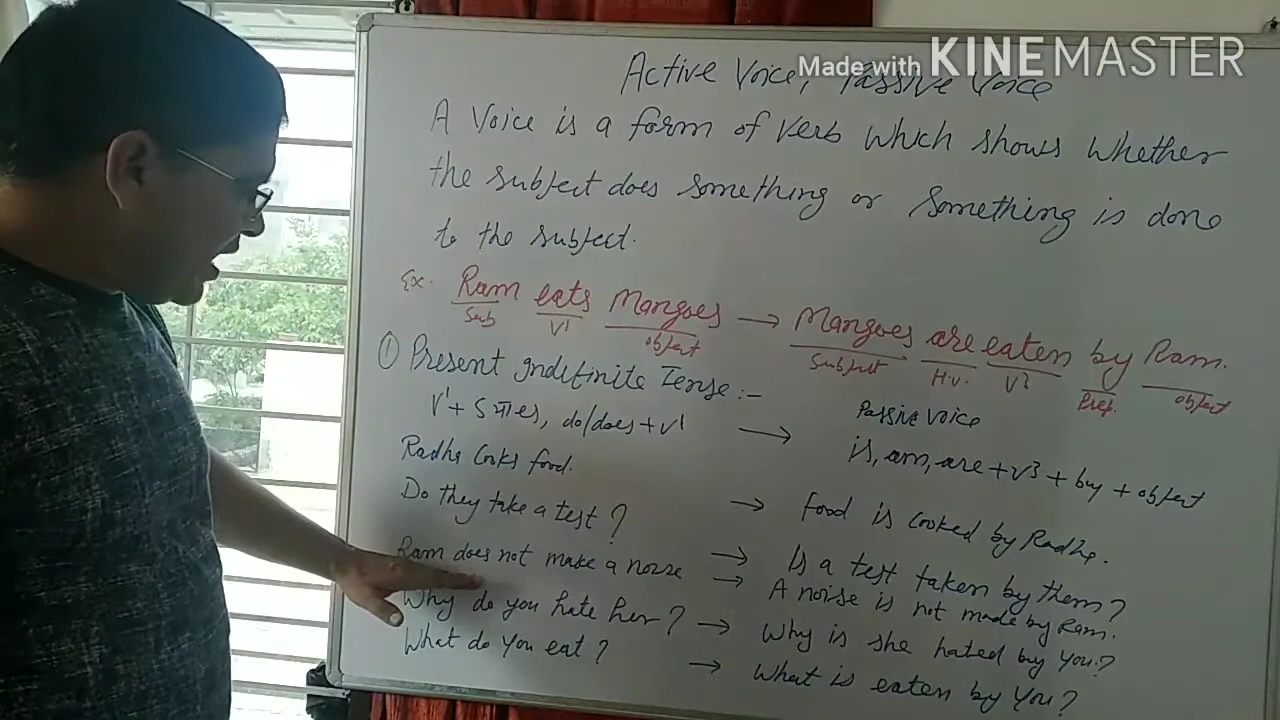 Made with KINEMASTER
Active Voice, Passive Voice
A Voice is a form of verb which shows whether
the subject does something or something is done
to the subject.
Ex. Ram eats Mangoes → Mangoes are eaten by Ram.
Sub V1 object Subject H.V. V3 Prep. object
① Present Indefinite Tense :-
Passive Voice
V1 + s या es, do/does + V1 → is, am, are + V3 + buy + object
Radha Cooks food. → Food is cooked by Radha.
Do they take a test? → Is a test taken by them?
Ram does not make a noise → A noise is not made by Ram.
Why do you hate her? → Why is she hated by you?
What do you eat? → What is eaten by you?